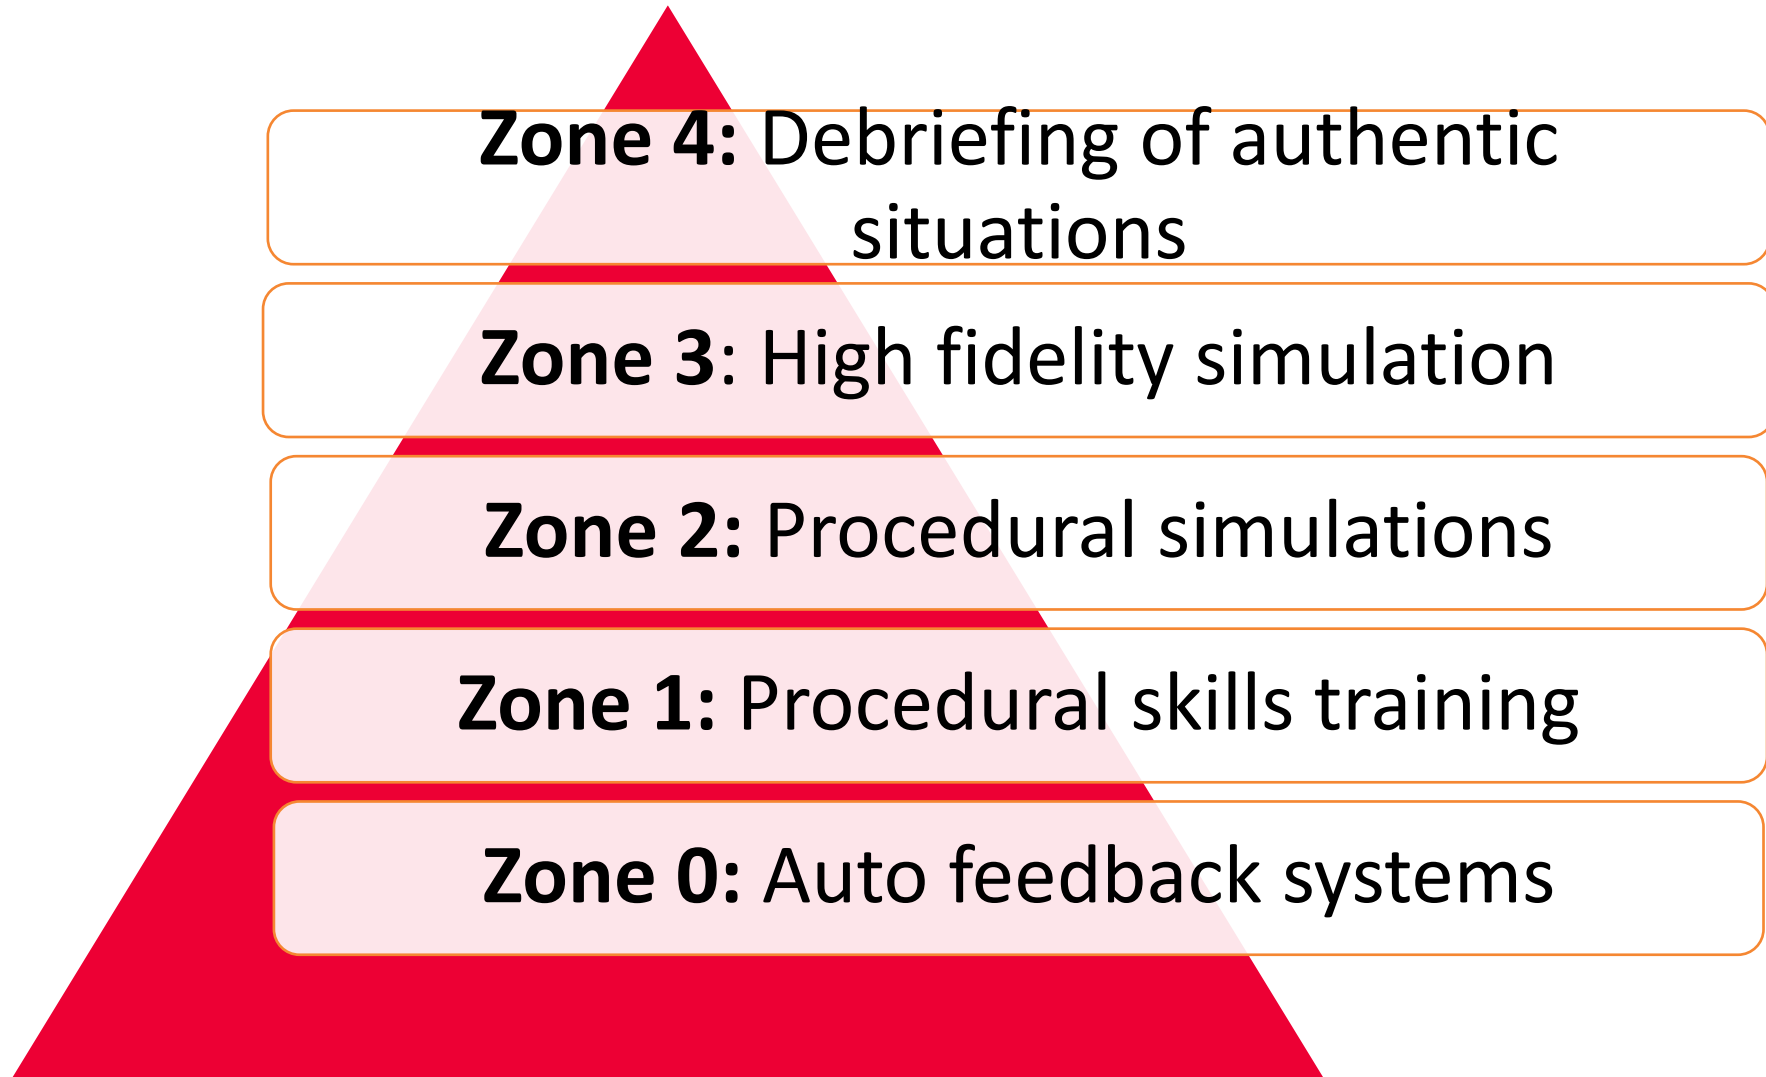 Zone 4: Debriefing of authentic
situations
Zone 3: High fidelity simulation
Zone 2: Procedural simulations
Zone 1: Procedural skills training
Zone 0: Auto feedback systems